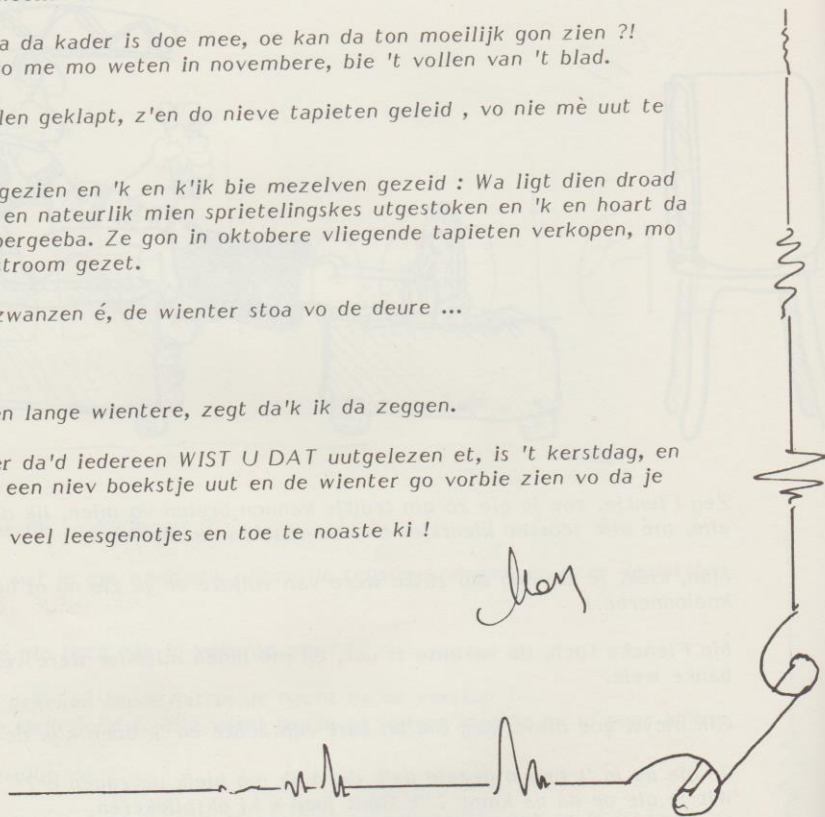 a da kader is doe mee, oe kan da ton moeilijk gon zien ?!
o me mo weten in novembere, bie 't vollen van 't blad.
len geklapt, z'en do nieve tapieten geleid , vo nie mè uut te
gezien en 'k en k'ik bie mezelven gezeid : Wa ligt dien droad
en nateurlik mien sprietelingskes utgestoken en 'k en hoart da
bergeeba. Ze gon in oktobere vliegende tapieten verkopen, mo
stroom gezet.
zwanzen é, de wienter stoa vo de deure ...
en lange wientere, zegt da'k ik da zeggen.
er da'd iedereen WIST U DAT uutgelezen et, is 't kerstdag, en
een niev boekstje uut en de wienter go vorbie zien vo da je
veel leesgenotjes en toe te noaste ki !